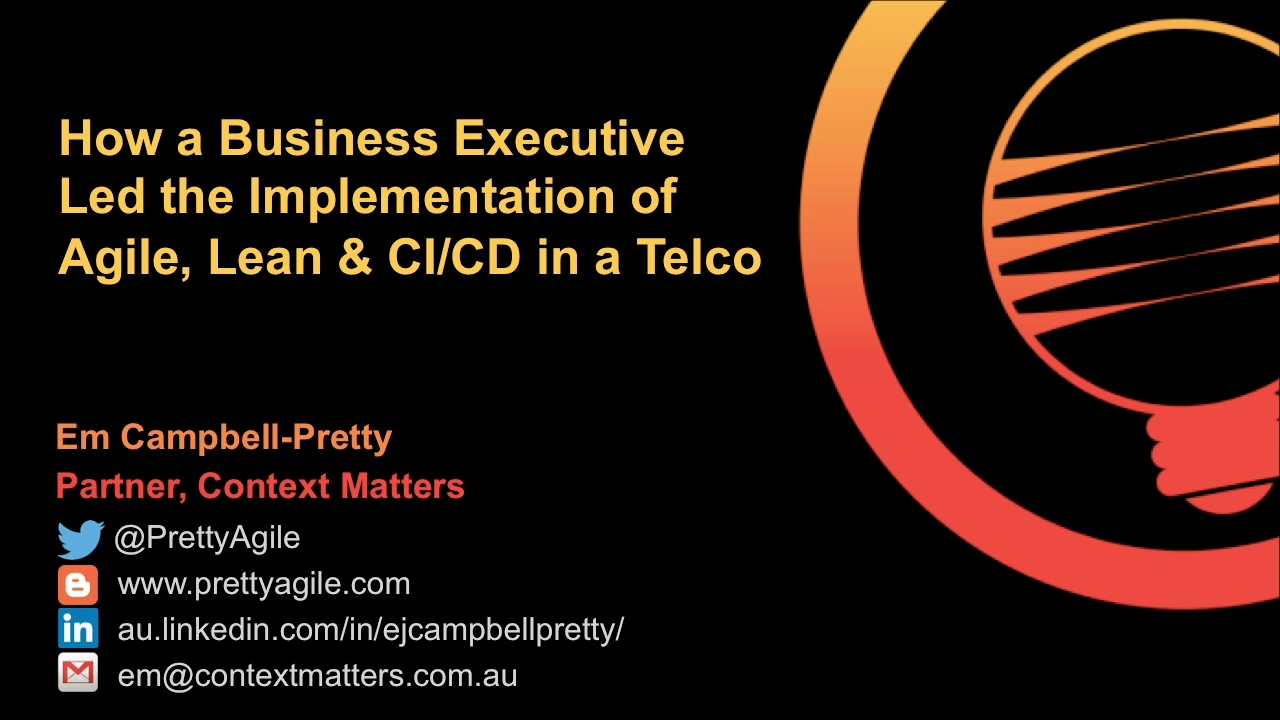 How a Business Executive
Led the Implementation of
Agile, Lean & CI/CD in a Telco
Em Campbell-Pretty
Partner, Context Matters
@PrettyAgile
www.prettyagile.com
in au.linkedin.com/in/ejcampbellpretty/
em@contextmatters.com.au